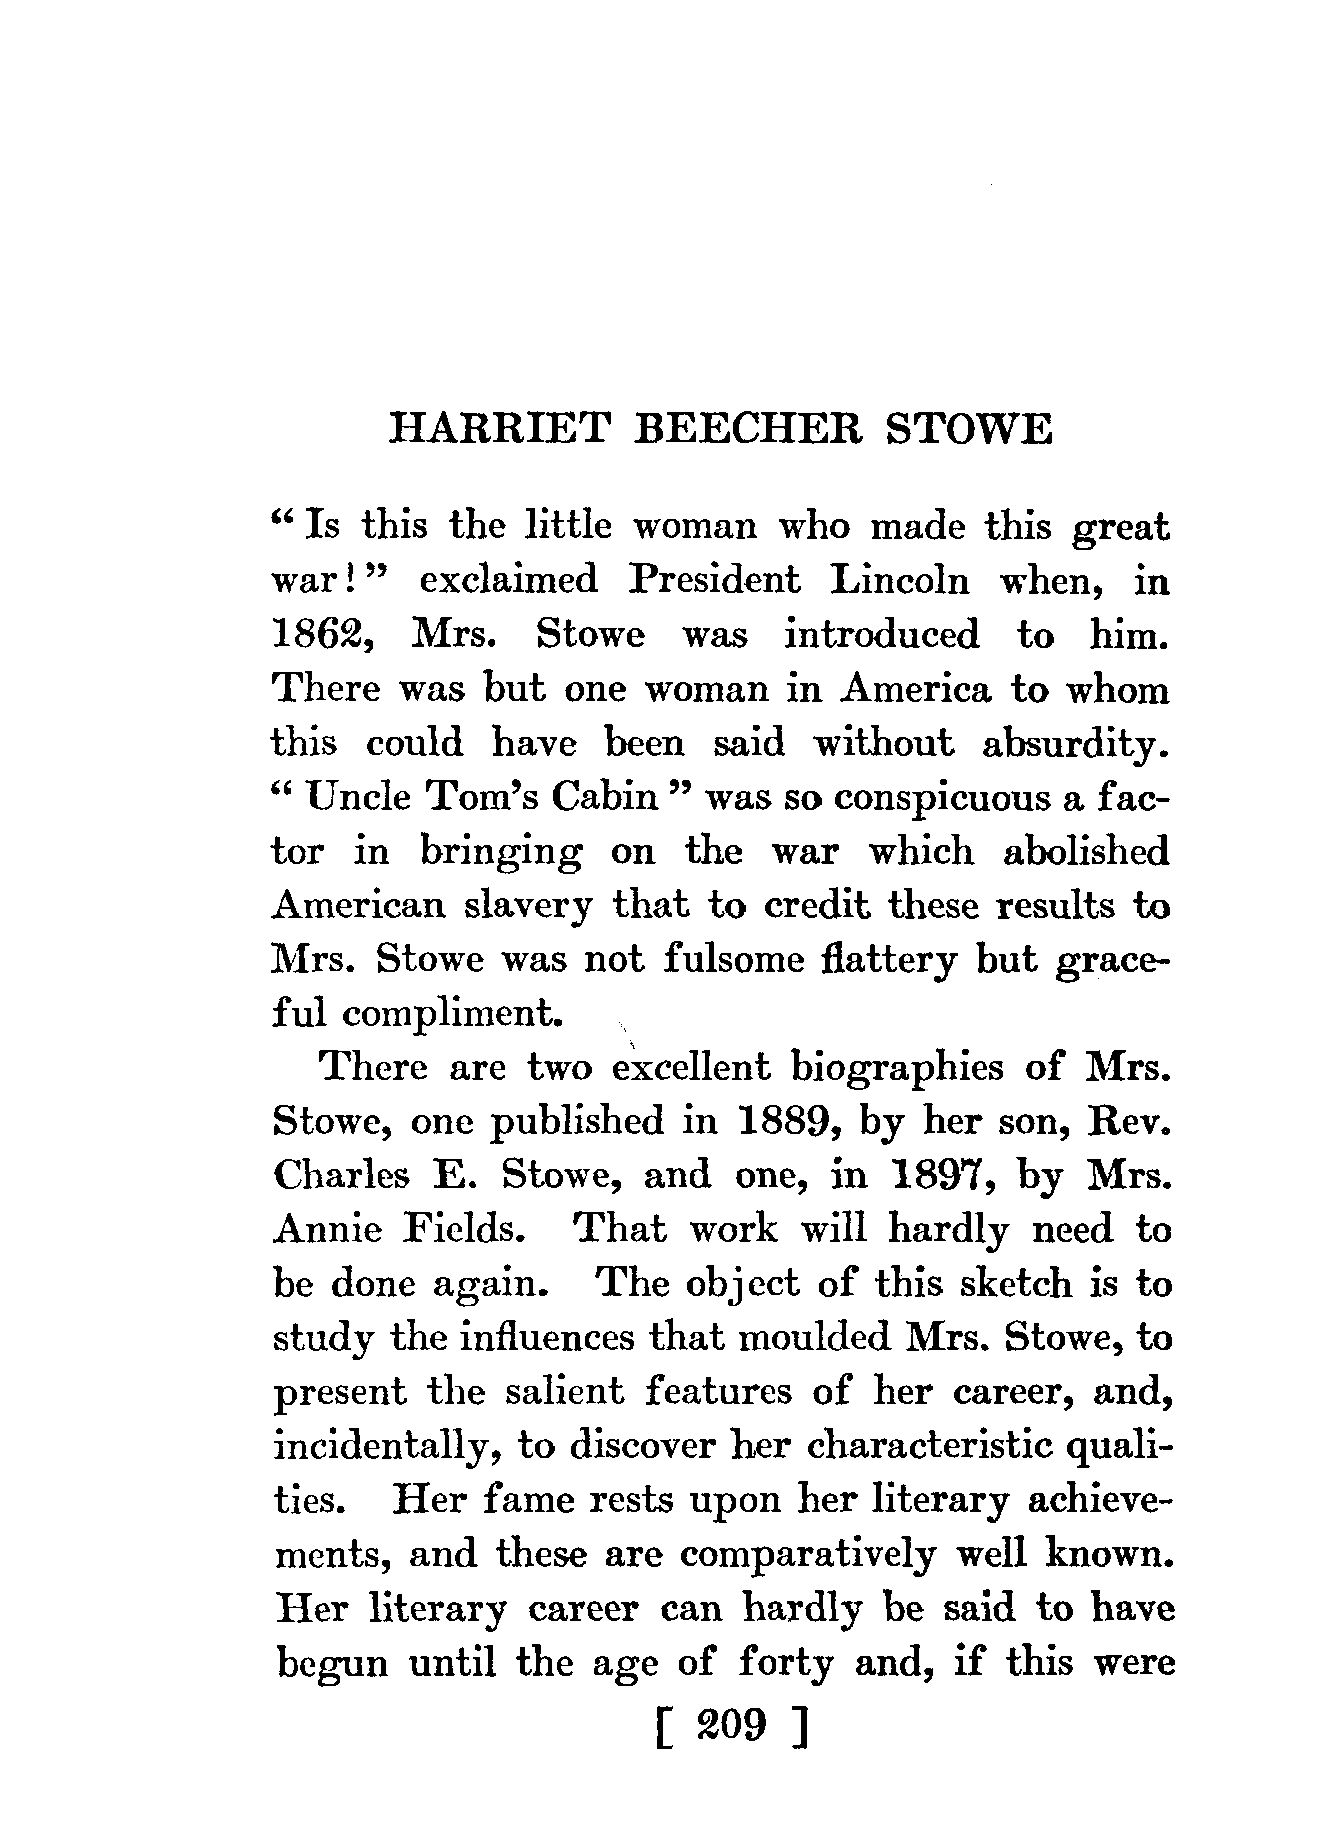 HARRIET BEECHER STOWE
“ Is this the little woman who made this great
war! ” exclaimed President Lincoln when, in
1862, Mrs. Stowe was introduced to him.
There was but one woman in America to whom
this could have been said without absurdity.
“ Uncle Tom’s Cabin ” was so conspicuous a fac-
tor in bringing on the war which abolished
American slavery that to credit these results to
Mrs. Stowe was not fulsome flattery but grace-
ful compliment.
There are two excellent biographies of Mrs.
Stowe, one published in 1889, by her son, Rev.
Charles E. Stowe, and one, in 1897, by Mrs.
Annie Fields. That work will hardly need to
be done again. The object of this sketch is to
study the influences that moulded Mrs. Stowe, to
present the salient features of her career, and,
incidentally, to discover her characteristic quali-
ties. Her fame rests upon her literary achieve-
ments, and these are comparatively well known.
Her literary career can hardly be said to have
begun until the age of forty and, if this were
[ 209 ]